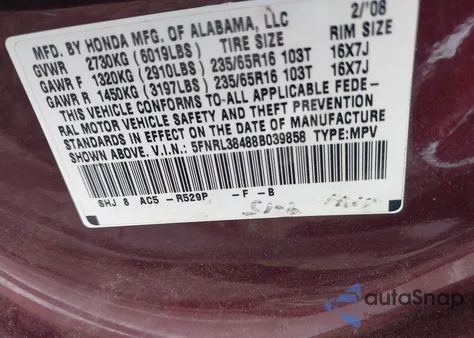 MFD. BY HONDA MFG. OF ALABAMA, LLC 2/'08
GVWR 2730KG (6019LBS) TIRE SIZE RIM SIZE
GAWR F 1320KG (2910LBS) 235/65R16 103T 16X7J
GAWR R 1450KG (3197LBS) 235/65R16 103T 16X7J
THIS VEHICLE CONFORMS TO-ALL APPLICABLE FEDE-
RAL MOTOR VEHICLE SAFETY AND BUMPER
STANDARDS IN EFFECT ON THE DATE OF MANUFACTURE
SHOWN ABOVE. V.I.N.: 5FNRL38488B039858 TYPE:MPV
SHJ 8 AC5 -R529P -F -B
autoSnap